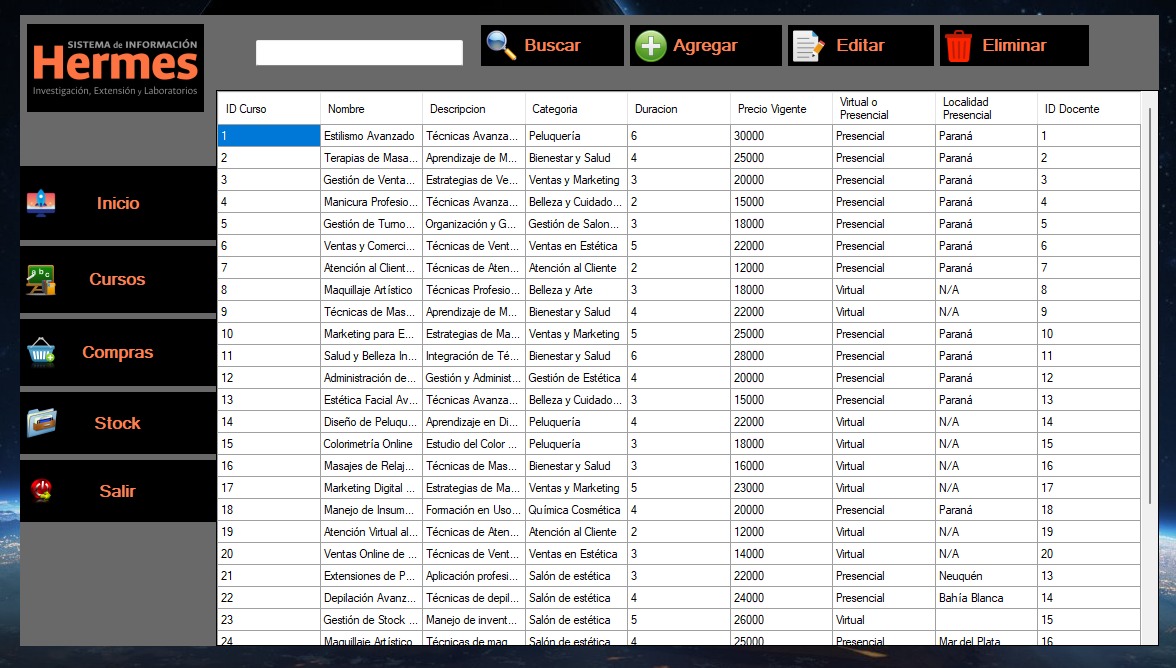 SISTEMA de INFORMACIÓN
Hermes
Investigación, Extensión y Laboratorios
Buscar
Agregar
Editar
Eliminar
Inicio
Cursos
Compras
Stock
Salir
ID Curso Nombre Descripcion Categoria Duracion Precio Vigente Virtual o Presencial Localidad Presencial ID Docente
1 Estilismo Avanzado Técnicas Avanza... Peluquería 6 30000 Presencial Paraná 1
2 Terapias de Masa... Aprendizaje de M... Bienestar y Salud 4 25000 Presencial Paraná 2
3 Gestión de Venta... Estrategias de Ve... Ventas y Marketing 3 20000 Presencial Paraná 3
4 Manicura Profesio... Técnicas Avanza... Belleza y Cuidado... 2 15000 Presencial Paraná 4
5 Gestión de Turno... Organización y G... Gestión de Salon... 3 18000 Presencial Paraná 5
6 Ventas y Comerci... Técnicas de Vent... Ventas en Estética 5 22000 Presencial Paraná 6
7 Atención al Client... Técnicas de Aten... Atención al Cliente 2 12000 Presencial Paraná 7
8 Maquillaje Artístico Técnicas Profesio... Belleza y Arte 3 18000 Virtual N/A 8
9 Técnicas de Mas... Aprendizaje de M... Bienestar y Salud 4 22000 Virtual N/A 9
10 Marketing para E... Estrategias de Ma... Ventas y Marketing 5 25000 Presencial Paraná 10
11 Salud y Belleza In... Integración de Té... Bienestar y Salud 6 28000 Presencial Paraná 11
12 Administración de... Gestión y Administ... Gestión de Estética 4 20000 Presencial Paraná 12
13 Estética Facial Av... Técnicas Avanza... Belleza y Cuidado... 3 15000 Presencial Paraná 13
14 Diseño de Peluqu... Aprendizaje en Di... Peluquería 4 22000 Virtual N/A 14
15 Colorimetría Online Estudio del Color ... Peluquería 3 18000 Virtual N/A 15
16 Masajes de Relaj... Técnicas de Mas... Bienestar y Salud 3 16000 Virtual N/A 16
17 Marketing Digital ... Estrategias de Ma... Ventas y Marketing 5 23000 Virtual N/A 17
18 Manejo de Insum... Formación en Uso... Química Cosmética 4 20000 Presencial Paraná 18
19 Atención Virtual al... Técnicas de Aten... Atención al Cliente 2 12000 Virtual N/A 19
20 Ventas Online de ... Técnicas de Vent... Ventas en Estética 3 14000 Virtual N/A 20
21 Extensiones de P... Aplicación profesi... Salón de estética 3 22000 Presencial Neuquén 13
22 Depilación Avanz... Técnicas de depil... Salón de estética 4 24000 Presencial Bahía Blanca 14
23 Gestión de Stock ... Manejo de invent... Salón de estética 5 26000 Virtual 15
24 Maquillaje Artístico Técnicas de maq... Salón de estética 4 25000 Presencial Mar del Plata 16